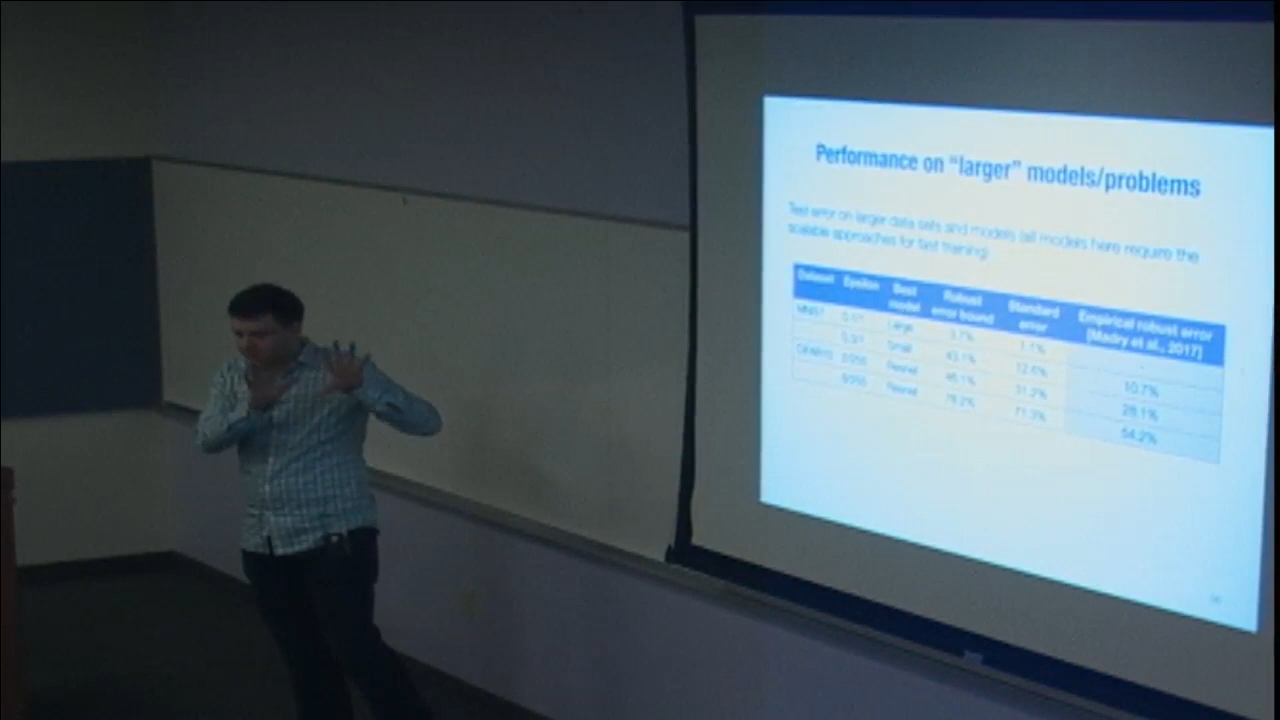 Performance on "larger" models/problems
Test error on larger data sets and models (all models here require the
scalable approaches for fast training)
Dataset Epsilon Best model Robust error bound Standard error Empirical robust error [Madry et al., 2017]
MNIST Large 3.7% 1.1%
Small 43.1% 12.6% 10.7%
CIFAR10 Resnet 46.1% 31.3% 28.1%
Resnet 78.2% 71.3% 54.2%